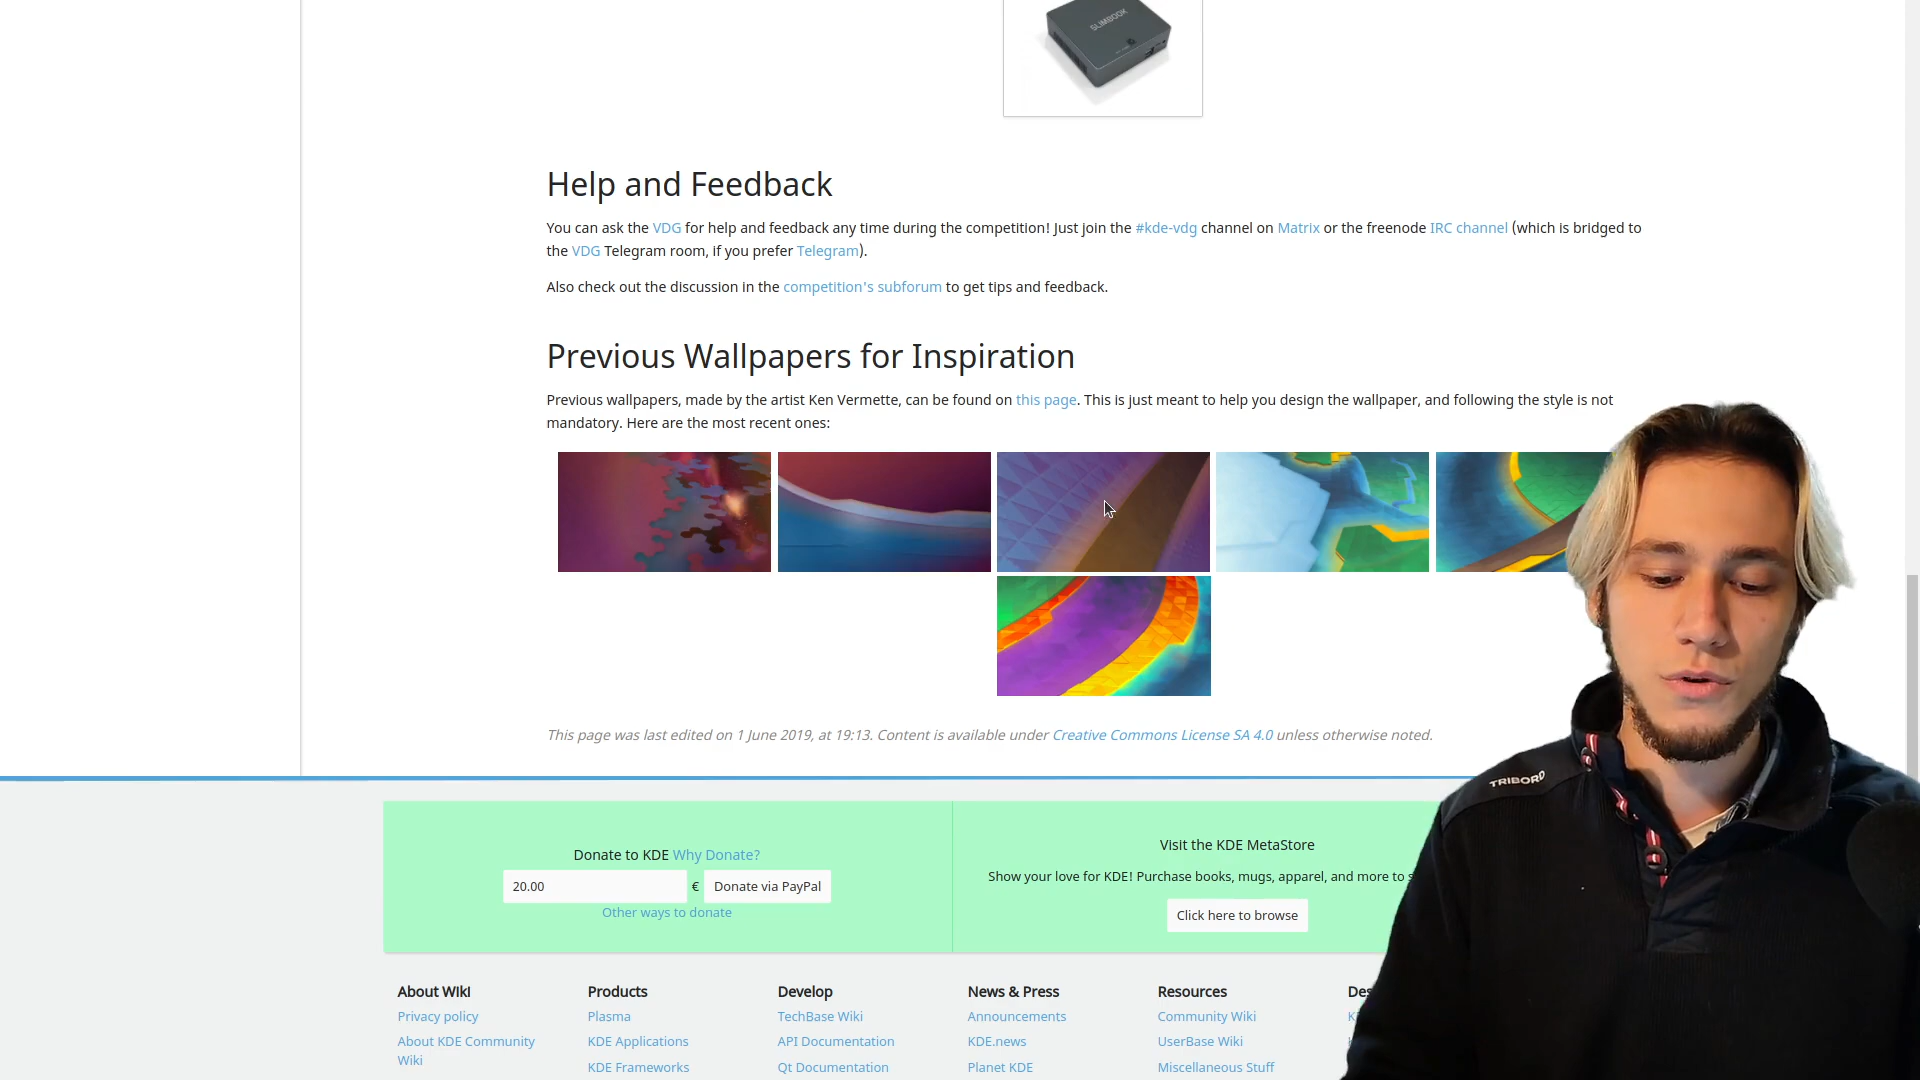 SLIMBOOK
Help and Feedback
You can ask the VDG for help and feedback any time during the competition! Just join the #kde-vdg channel on Matrix or the freenode IRC channel (which is bridged to
the VDG Telegram room, if you prefer Telegram).
Also check out the discussion in the competition's subforum to get tips and feedback.
Previous Wallpapers for Inspiration
Previous wallpapers, made by the artist Ken Vermette, can be found on this page. This is just meant to help you design the wallpaper, and following the style is not
mandatory. Here are the most recent ones:
This page was last edited on 1 June 2019, at 19:13. Content is available under Creative Commons License SA 4.0 unless otherwise noted.
TRIBORD
Donate to KDE Why Donate?
20.00 € Donate via PayPal
Other ways to donate
Visit the KDE MetaStore
Show your love for KDE! Purchase books, mugs, apparel, and more to
Click here to browse
About Wiki
Privacy policy
About KDE Community
Wiki
Products
Plasma
KDE Applications
KDE Frameworks
Develop
TechBase Wiki
API Documentation
Qt Documentation
News & Press
Announcements
KDE.news
Planet KDE
Resources
Community Wiki
UserBase Wiki
Miscellaneous Stuff